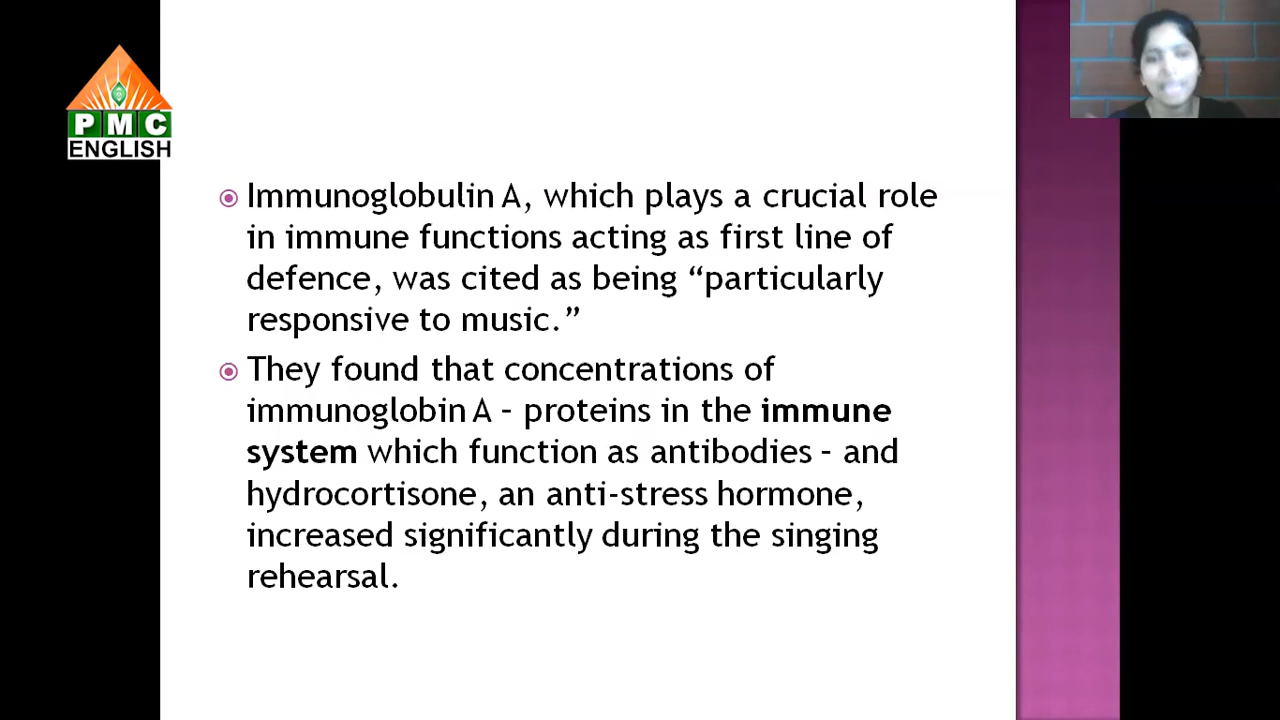 PMC
ENGLISH
Immunoglobulin A, which plays a crucial role
in immune functions acting as first line of
defence, was cited as being “particularly
responsive to music.”
They found that concentrations of
immunoglobin A – proteins in the immune
system which function as antibodies – and
hydrocortisone, an anti-stress hormone,
increased significantly during the singing
rehearsal.